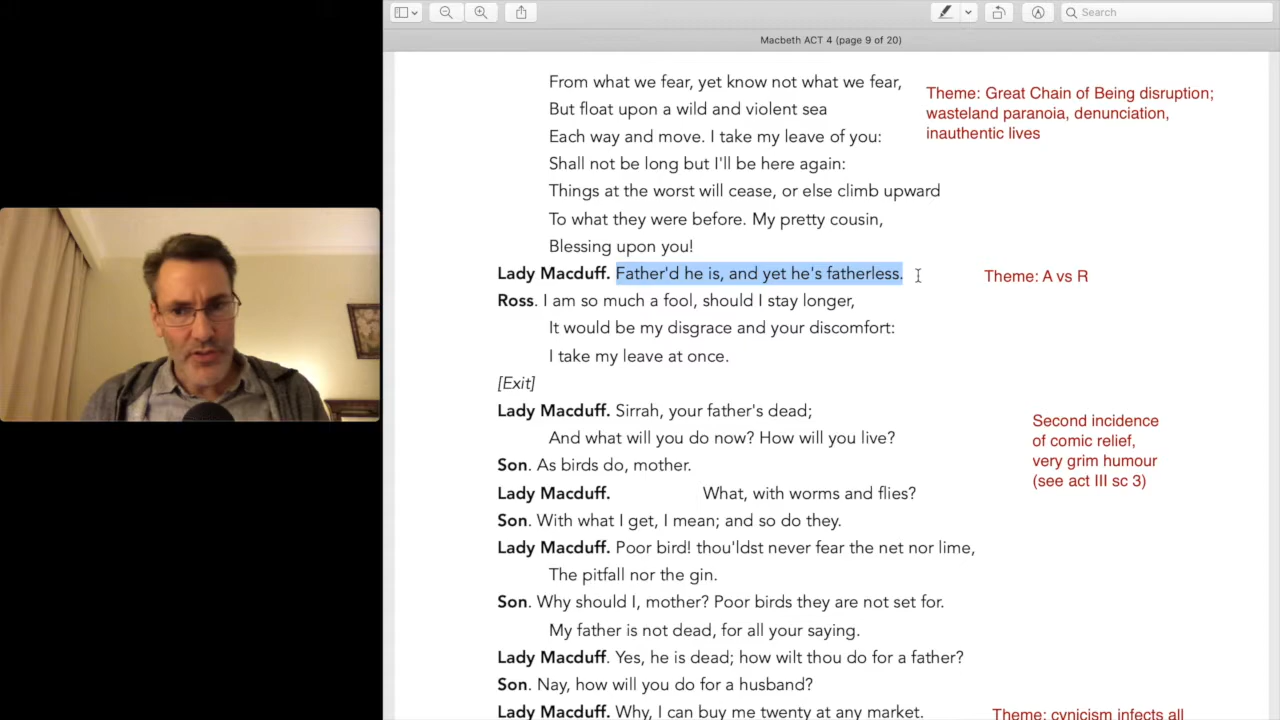 Search
Macbeth ACT 4 (page 9 of 20)
From what we fear, yet know not what we fear,
But float upon a wild and violent sea
Each way and move. I take my leave of you:
Shall not be long but I'll be here again:
Things at the worst will cease, or else climb upward
To what they were before. My pretty cousin,
Blessing upon you!
Theme: Great Chain of Being disruption;
wasteland paranoia, denunciation,
inauthentic lives
Lady Macduff. Father'd he is, and yet he's fatherless.
Theme: A vs R
Ross. I am so much a fool, should I stay longer,
It would be my disgrace and your discomfort:
I take my leave at once.
[Exit]
Lady Macduff. Sirrah, your father's dead;
And what will you do now? How will you live?
Son. As birds do, mother.
Lady Macduff. What, with worms and flies?
Second incidence
of comic relief,
very grim humour
(see act III sc 3)
Son. With what I get, I mean; and so do they.
Lady Macduff. Poor bird! thou'ldst never fear the net nor lime,
The pitfall nor the gin.
Son. Why should I, mother? Poor birds they are not set for.
My father is not dead, for all your saying.
Lady Macduff. Yes, he is dead; how wilt thou do for a father?
Son. Nay, how will you do for a husband?
Lady Macduff. Why, I can buy me twenty at any market.
Theme: cynicism infects all